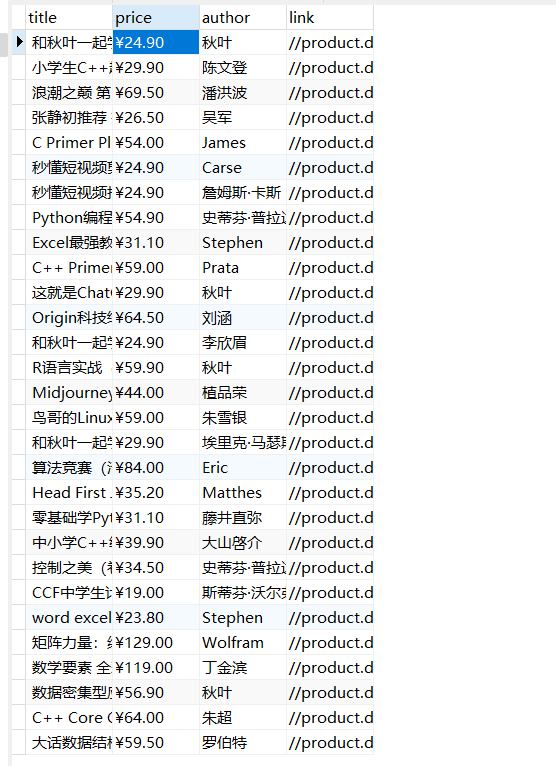 title price author link
和秋叶一起学 ¥24.90 秋叶 //product.d
小学生C++ ¥29.90 陈文登 //product.d
浪潮之巅 第 ¥69.50 潘洪波 //product.d
张静初推荐 ¥26.50 吴军 //product.d
C Primer Pl ¥54.00 James //product.d
秒懂短视频 ¥24.90 Carse //product.d
秒懂短视频 ¥24.90 詹姆斯·卡斯 //product.d
Python编程 ¥54.90 史蒂芬·普拉达 //product.d
Excel最强教 ¥31.10 Stephen //product.d
C++ Primer ¥59.00 Prata //product.d
这就是Chat ¥29.90 秋叶 //product.d
Origin科技绘 ¥64.50 刘涵 //product.d
和秋叶一起学 ¥24.90 李欣眉 //product.d
R语言实战 ¥59.90 秋叶 //product.d
Midjourney ¥44.00 植品荣 //product.d
鸟哥的Linux ¥59.00 朱雪银 //product.d
和秋叶一起学 ¥29.90 埃里克·马瑟斯 //product.d
算法竞赛 ¥84.00 Eric //product.d
Head First ¥35.20 Matthes //product.d
零基础学Pyt ¥31.10 藤井直弥 //product.d
中小学C++编 ¥39.90 大山啓介 //product.d
控制之美 ¥34.50 史蒂芬·普拉达 //product.d
CCF中学生计 ¥19.00 斯蒂芬·沃尔 //product.d
word excel ¥23.80 Stephen //product.d
矩阵力量： ¥129.00 Wolfram //product.d
数学要素 全 ¥119.00 丁金滨 //product.d
数据密集型应 ¥56.90 秋叶 //product.d
C++ Core ¥64.00 朱超 //product.d
大话数据结构 ¥59.50 罗伯特 //product.d